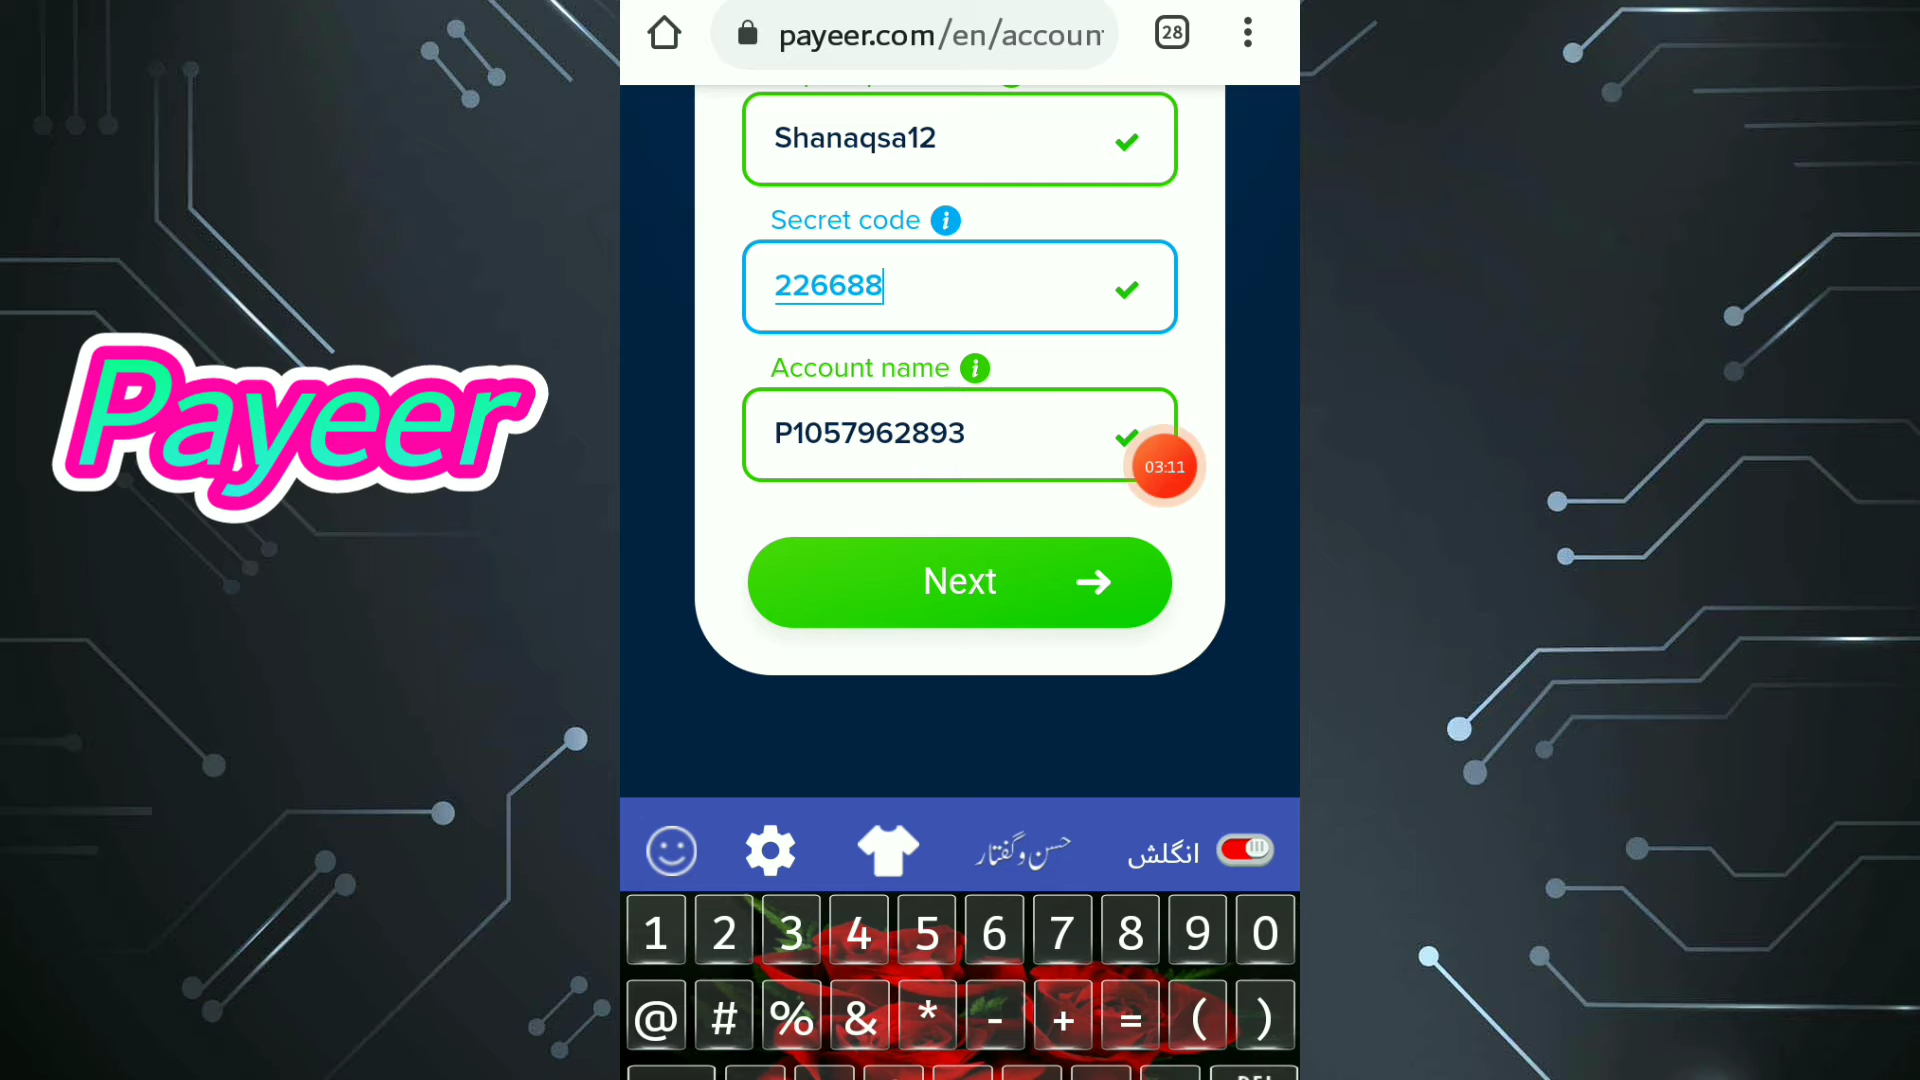 payeer.com/en/accoun
28
Shanaqsa12
Secret code i
226688
Account name i
P1057962893
03:11
Next
Payeer
حسن و گفتار
انگلش
1 2 3 4 5 6 7 8 9 0
@ # % & * - + = ( )